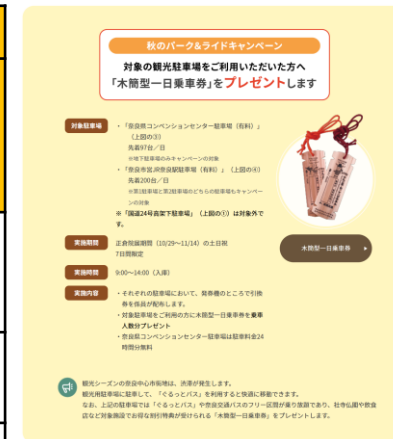 秋のパーク&ライドキャンペーン
対象の観光駐車場をご利用いただいた方へ
「木簡型一日乗車券」をプレゼントします
対象駐車場
・「奈良県コンベンションセンター駐車場（有料）」
（上図の③）
先着97台／日
※地下駐車場のみキャンペーンの対象
・「奈良市営JR奈良駅駐車場（有料）」（上図の④）
先着200台／日
※第1駐車場と第2駐車場のどちらの駐車場もキャンペー
ンの対象
※「国道24号高架下駐車場」（上図の①）は対象外で
す。
木簡型一日乗車券
実施期間
正倉院展期間（10/29〜11/14）の土日祝
7日間限定
実施時間
9:00〜14:00（入庫）
実施内容
・それぞれの駐車場において、発券機のところで引換
券を係員が配布します。
・対象駐車場をご利用の方に木簡型一日乗車券を乗車
人数分プレゼント
・奈良県コンベンションセンター駐車場は駐車料金24
時間分無料
観光シーズンの奈良中心市街地は、渋滞が発生します。
観光用駐車場に駐車して、「ぐるっとバス」を利用すると快適に移動できます。
なお、上記の駐車場では「ぐるっとバス」や奈良交通バスのフリー区間が乗り放題であり、社寺仏閣や飲食
店など対象施設でお得な割引特典が受けられる「木簡型一日乗車券」をプレゼントします。